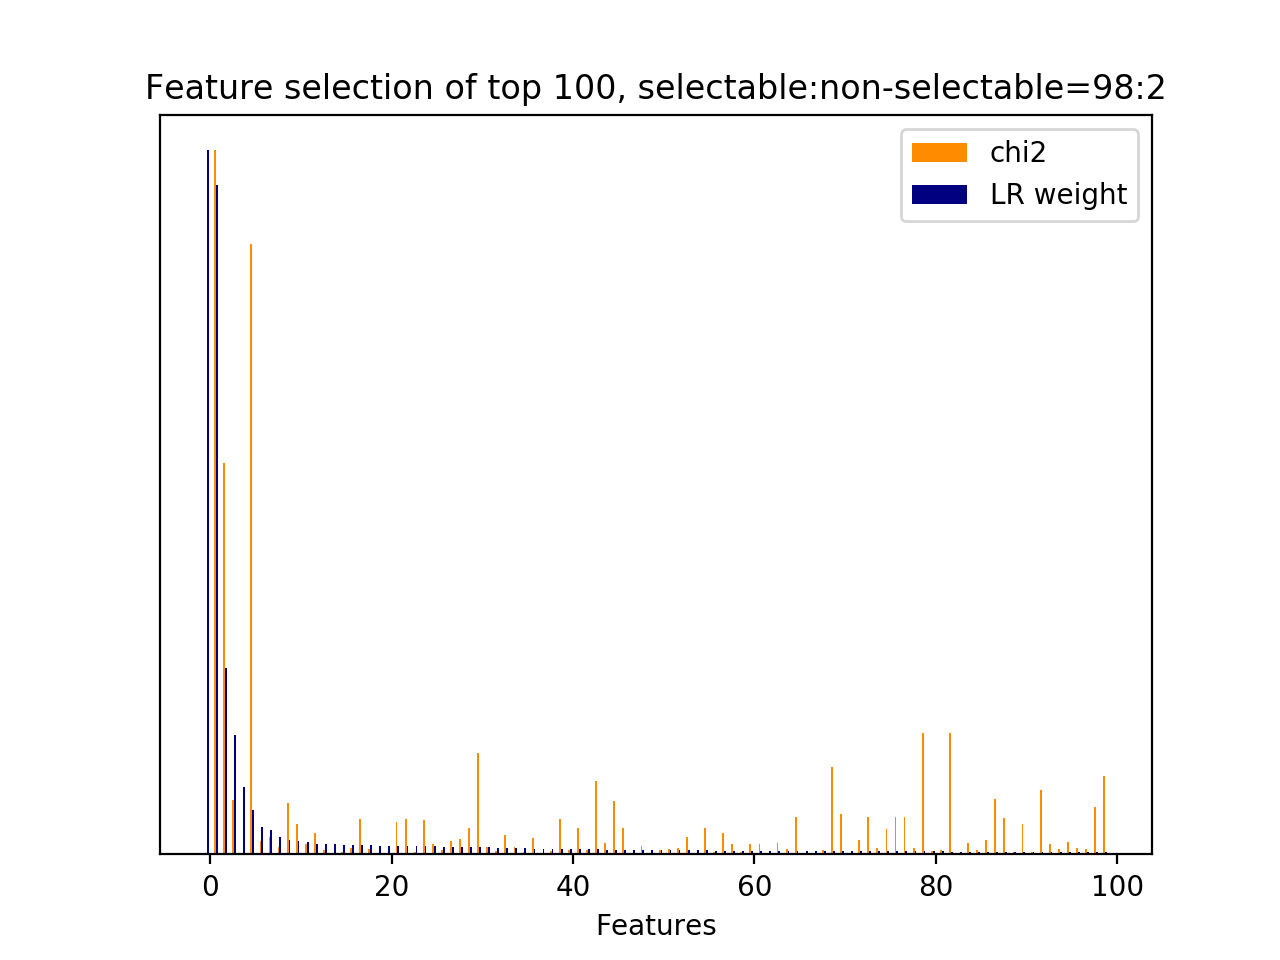 Feature selection of top 100, selectable:non-selectable=98:2
chi2
LR weight
0 20 40 60 80 100
Features